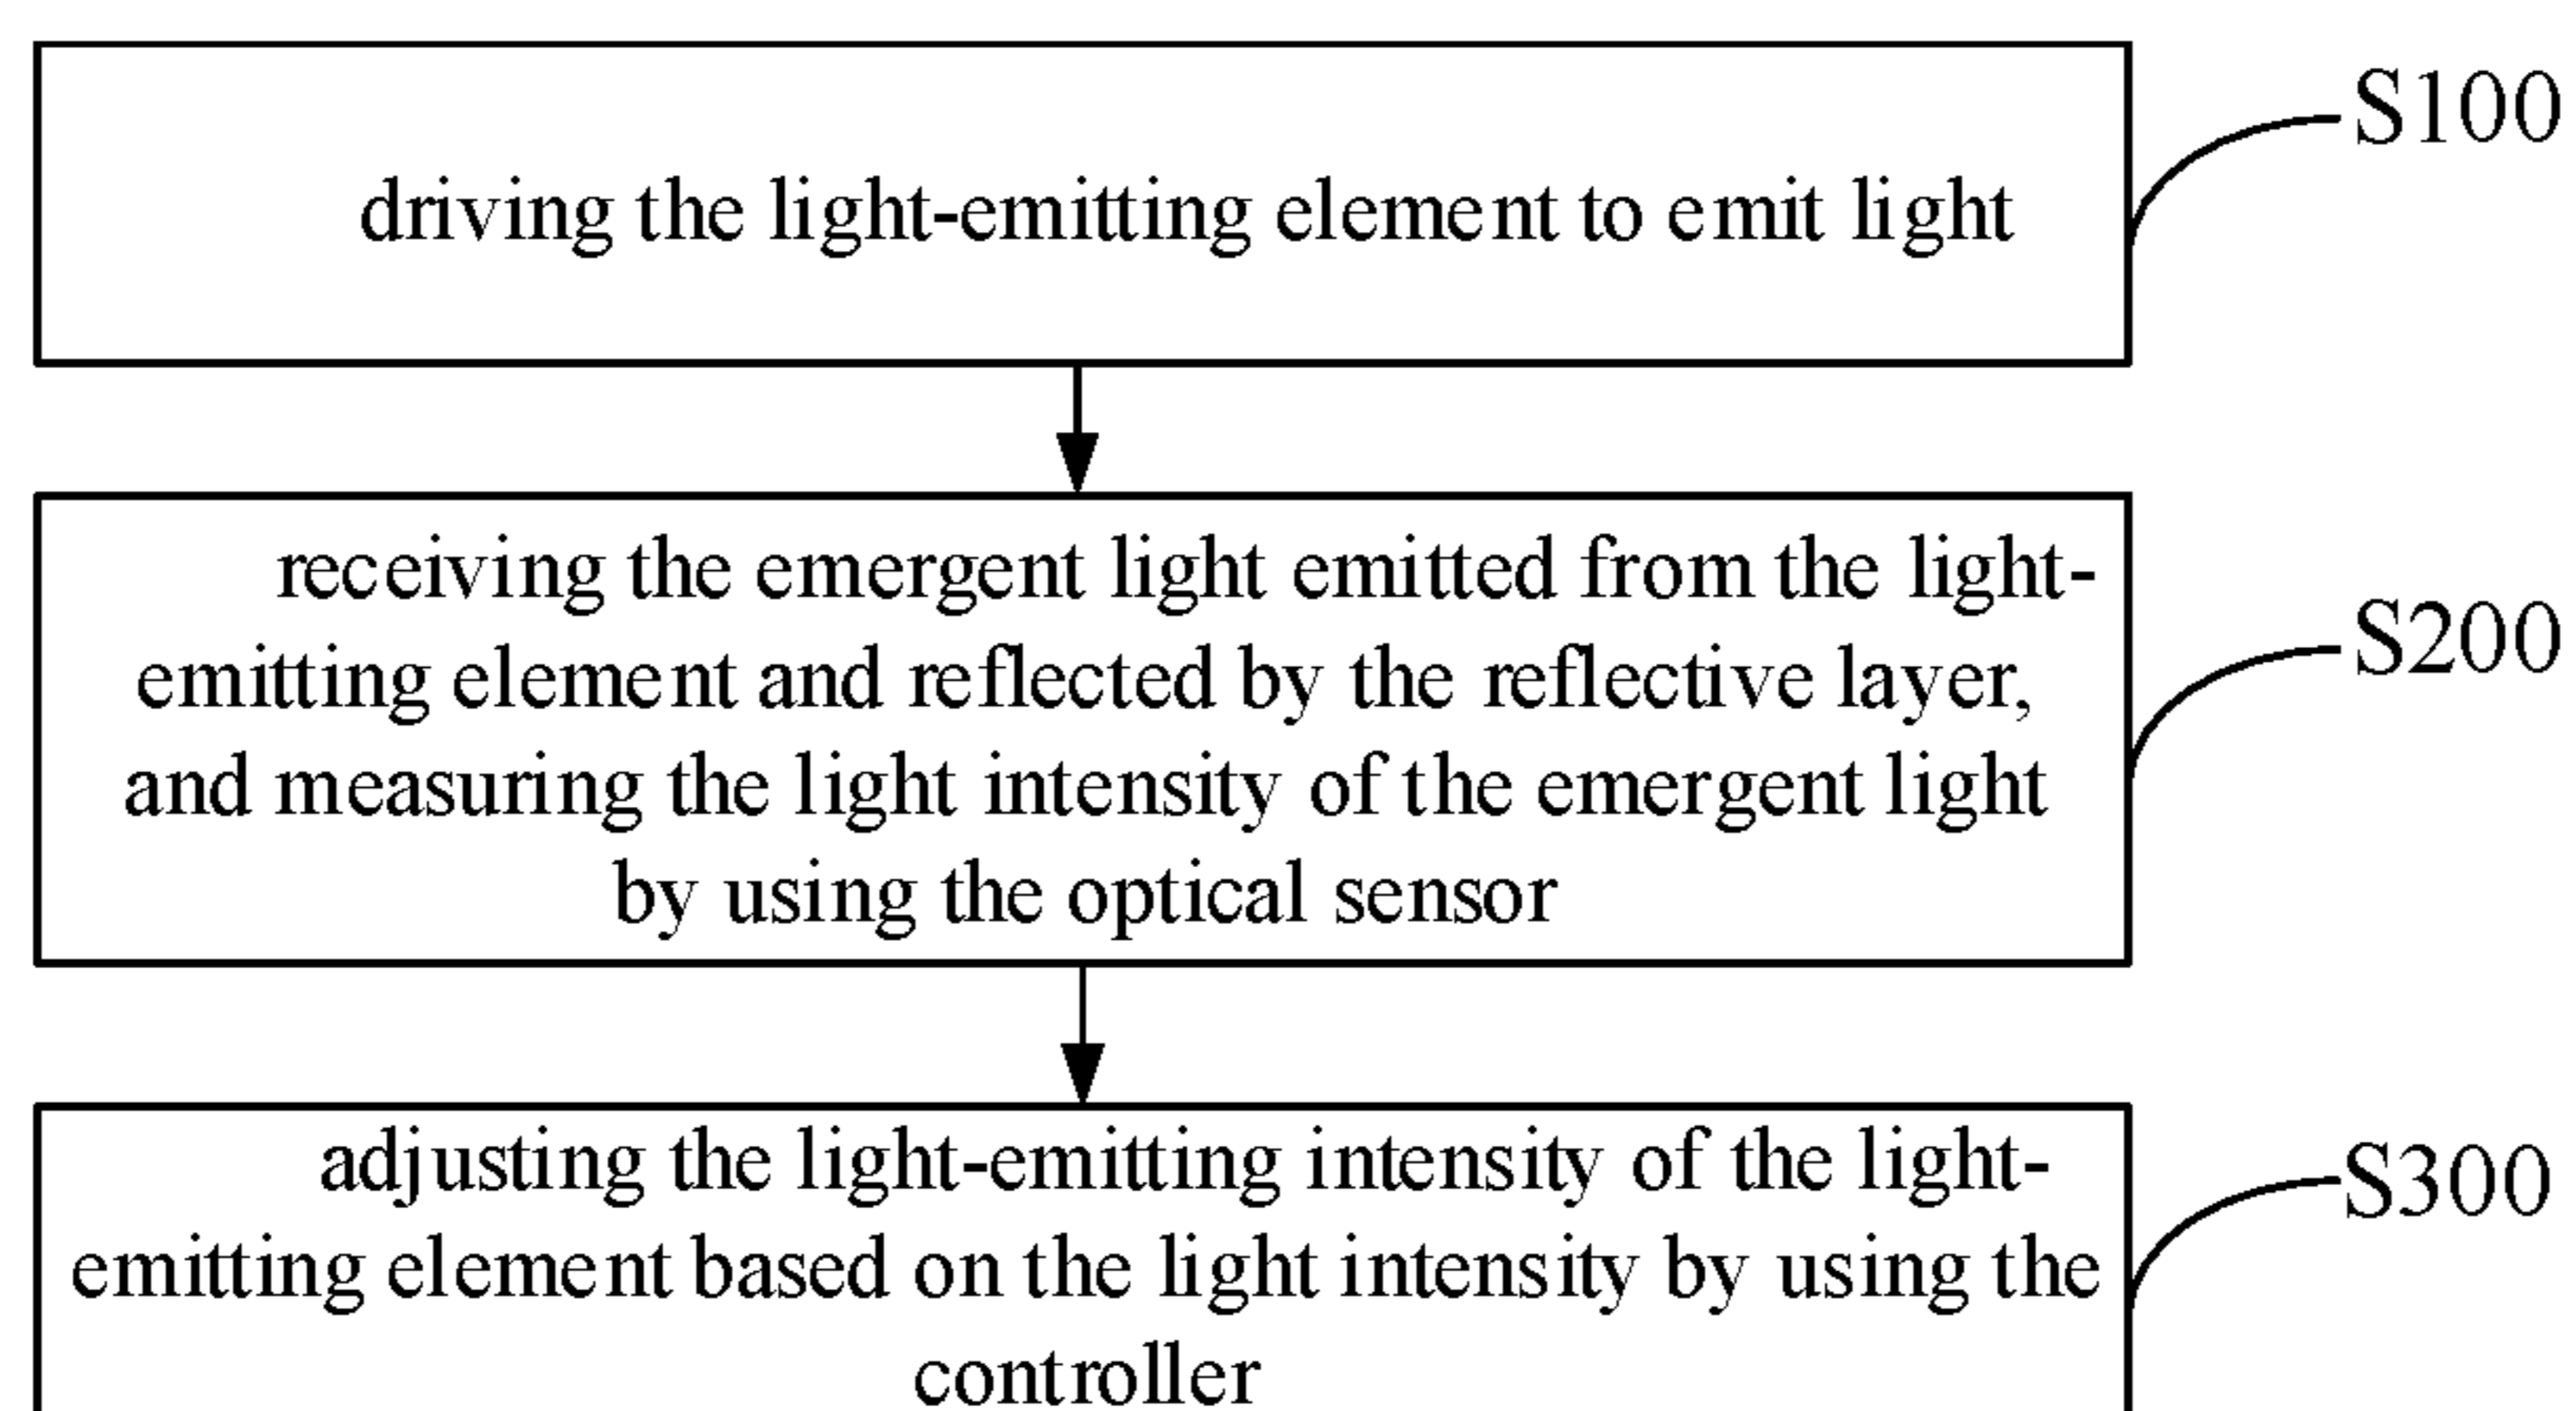 S100
driving the light-emitting element to emit light
receiving the emergent light emitted from the light-
emitting element and reflected by the reflective layer,
and measuring the light intensity of the emergent light
by using the optical sensor
S200
adjusting the light-emitting intensity of the light-
emitting element based on the light intensity by using the
controller
S300